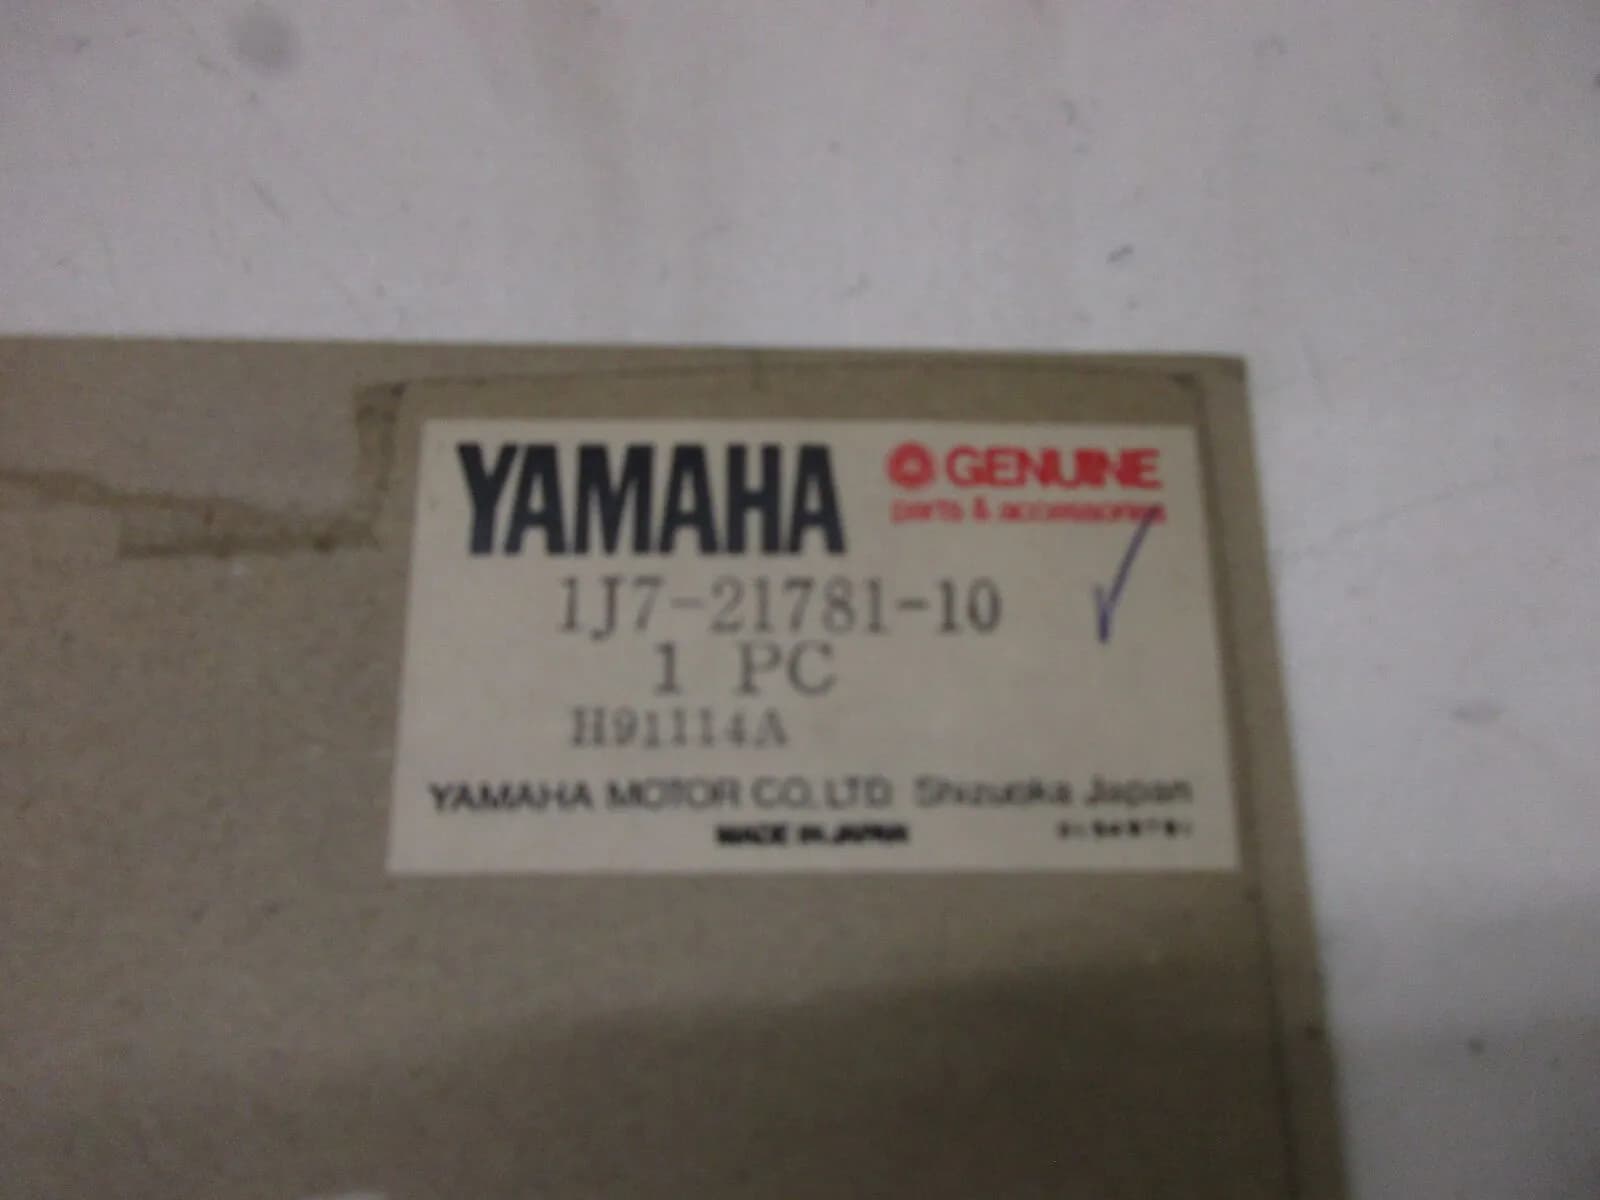 YAMAHA GENUINE
parts & accessories
1J7-21781-10
1 PC
H91114A
YAMAHA MOTOR CO., LTD. Shizuoka Japan
MADE IN JAPAN